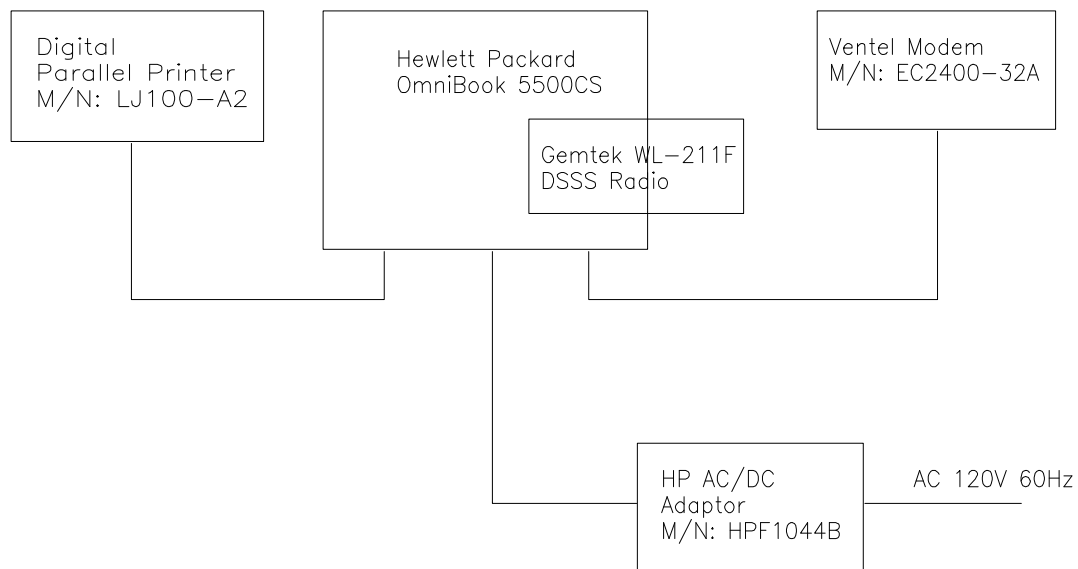 Digital
Parallel Printer
M/N: LJ100-A2
Hewlett Packard
OmniBook 5500CS
Gemtek WL-211F
DSSS Radio
Ventel Modem
M/N: EC2400-32A
HP AC/DC
Adaptor
M/N: HPF1044B
AC 120V 60Hz